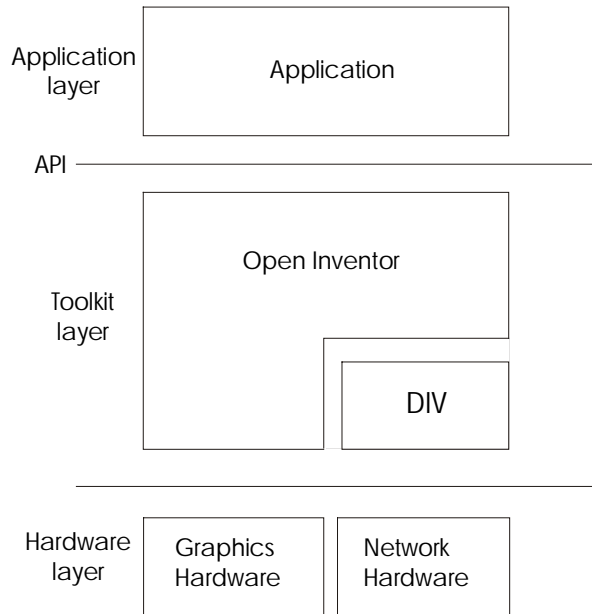 Application
layer
Application
API
Open Inventor
Toolkit
layer
DIV
Hardware
layer
Graphics
Hardware
Network
Hardware